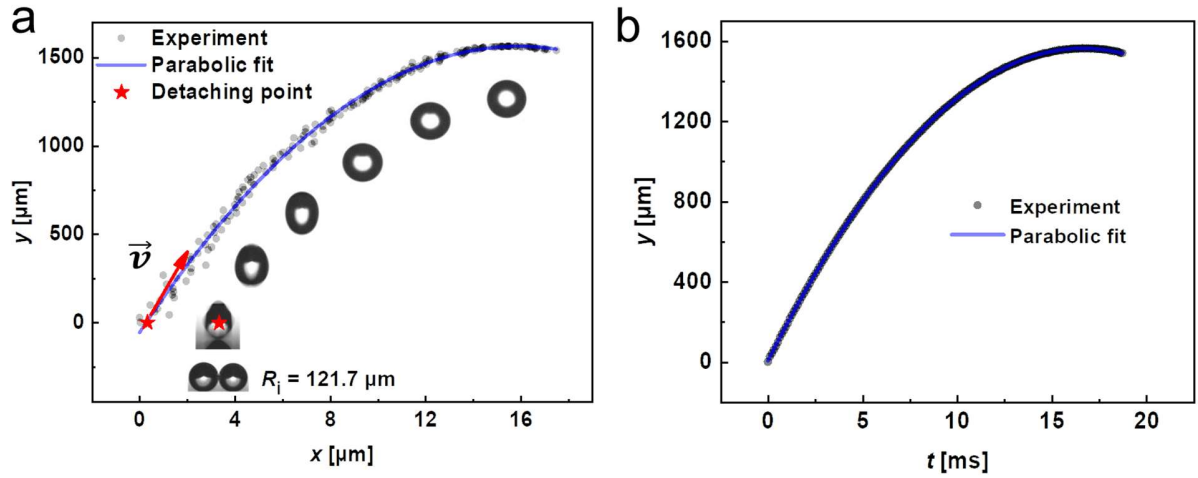 a
Experiment
Parabolic fit
Detaching point
1500
1000
500
0
y [µm]
v
Rᵢ = 121.7 µm
0 4 8 12 16
x [µm]
b
1600
1200
800
400
0
y [µm]
Experiment
Parabolic fit
0 5 10 15 20
t [ms]